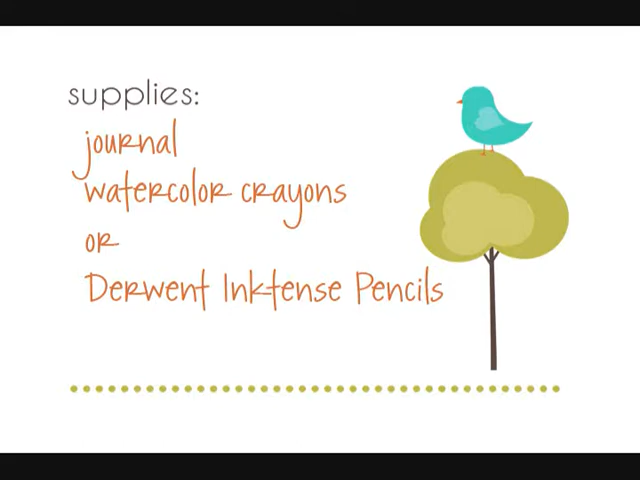 supplies:
journal
watercolor crayons
or
Derwent Inktense Pencils